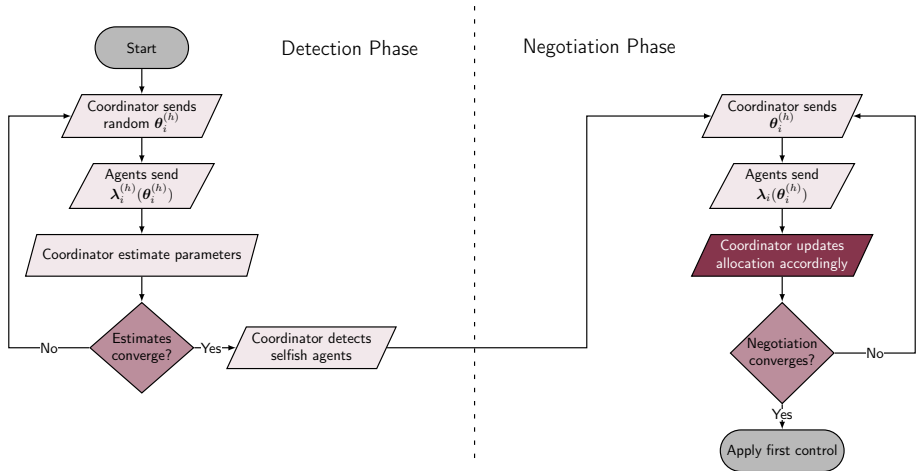 Detection Phase
Negotiation Phase
Start
Coordinator sends
random θ_i^(h)
Agents send
λ_i^(h)(θ_i^(h))
Coordinator estimate parameters
Estimates
converge?
No
Yes
Coordinator detects
selfish agents
Coordinator sends
θ_i^(h)
Agents send
λ_i(θ_i^(h))
Coordinator updates
allocation accordingly
Negotiation
converges?
No
Yes
Apply first control